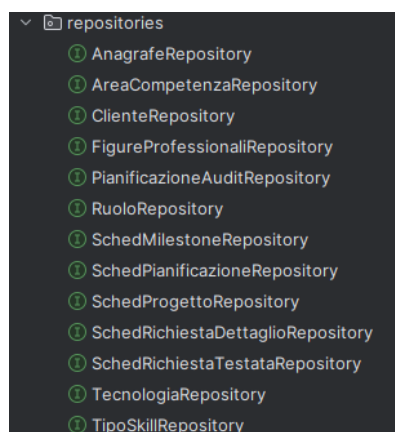 repositories
AnagrafeRepository
AreaCompetenzaRepository
ClienteRepository
FigureProfessionaliRepository
PianificazioneAuditRepository
RuoloRepository
SchedMilestoneRepository
SchedPianificazioneRepository
SchedProgettoRepository
SchedRichiestaDettaglioRepository
SchedRichiestaTestataRepository
TecnologiaRepository
TipoSkillRepository